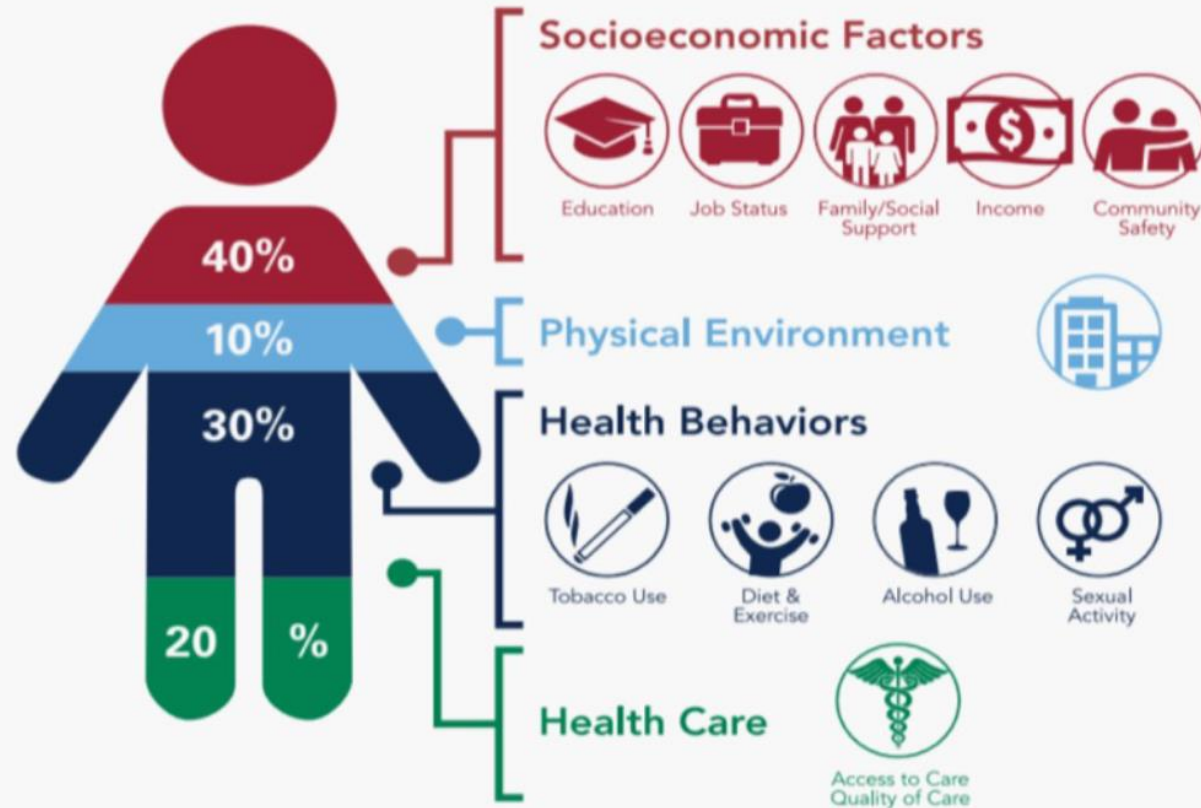 Socioeconomic Factors
Education
Job Status
Family/Social
Support
Income
Community
Safety
40%
10%
Physical Environment
30%
Health Behaviors
Tobacco Use
Diet &
Exercise
Alcohol Use
Sexual
Activity
20 %
Health Care
Access to Care
Quality of Care